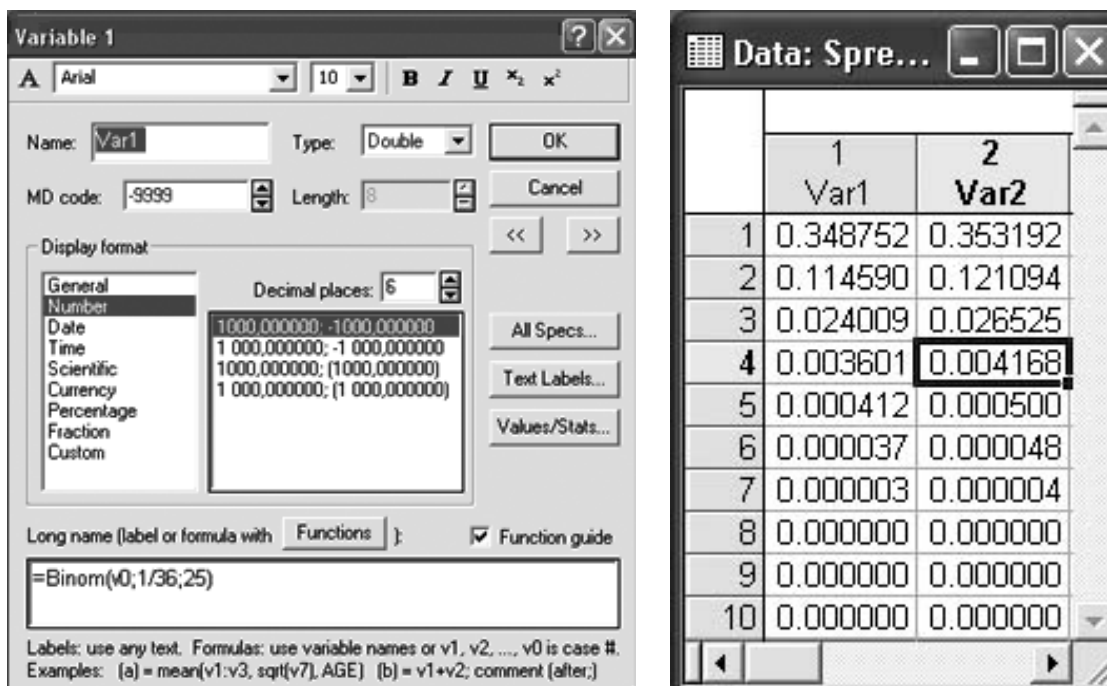 Variable 1
A Arial 10 B I U x₂ x²
Name: Var1 Type: Double OK
MD code: -9999 Length: 8 Cancel
<< >>
Display format
General
Number
Date
Time
Scientific
Currency
Percentage
Fraction
Custom
Decimal places: 6
1000,000000; -1000,000000
1 000,000000; -1 000,000000
1000,000000; (1000,000000)
1 000,000000; (1 000,000000)
All Specs...
Text Labels...
Values/Stats...
Long name (label or formula with Functions ): Function guide
=Binom(v0;1/36;25)
Labels: use any text. Formulas: use variable names or v1, v2, ..., v0 is case #.
Examples: (a) = mean(v1:v3, sqrt(v7), AGE) (b) = v1+v2; comment (after;)
Data: Spre...
1 2
Var1 Var2
1 0.348752 0.353192
2 0.114590 0.121094
3 0.024009 0.026525
4 0.003601 0.004168
5 0.000412 0.000500
6 0.000037 0.000048
7 0.000003 0.000004
8 0.000000 0.000000
9 0.000000 0.000000
10 0.000000 0.000000